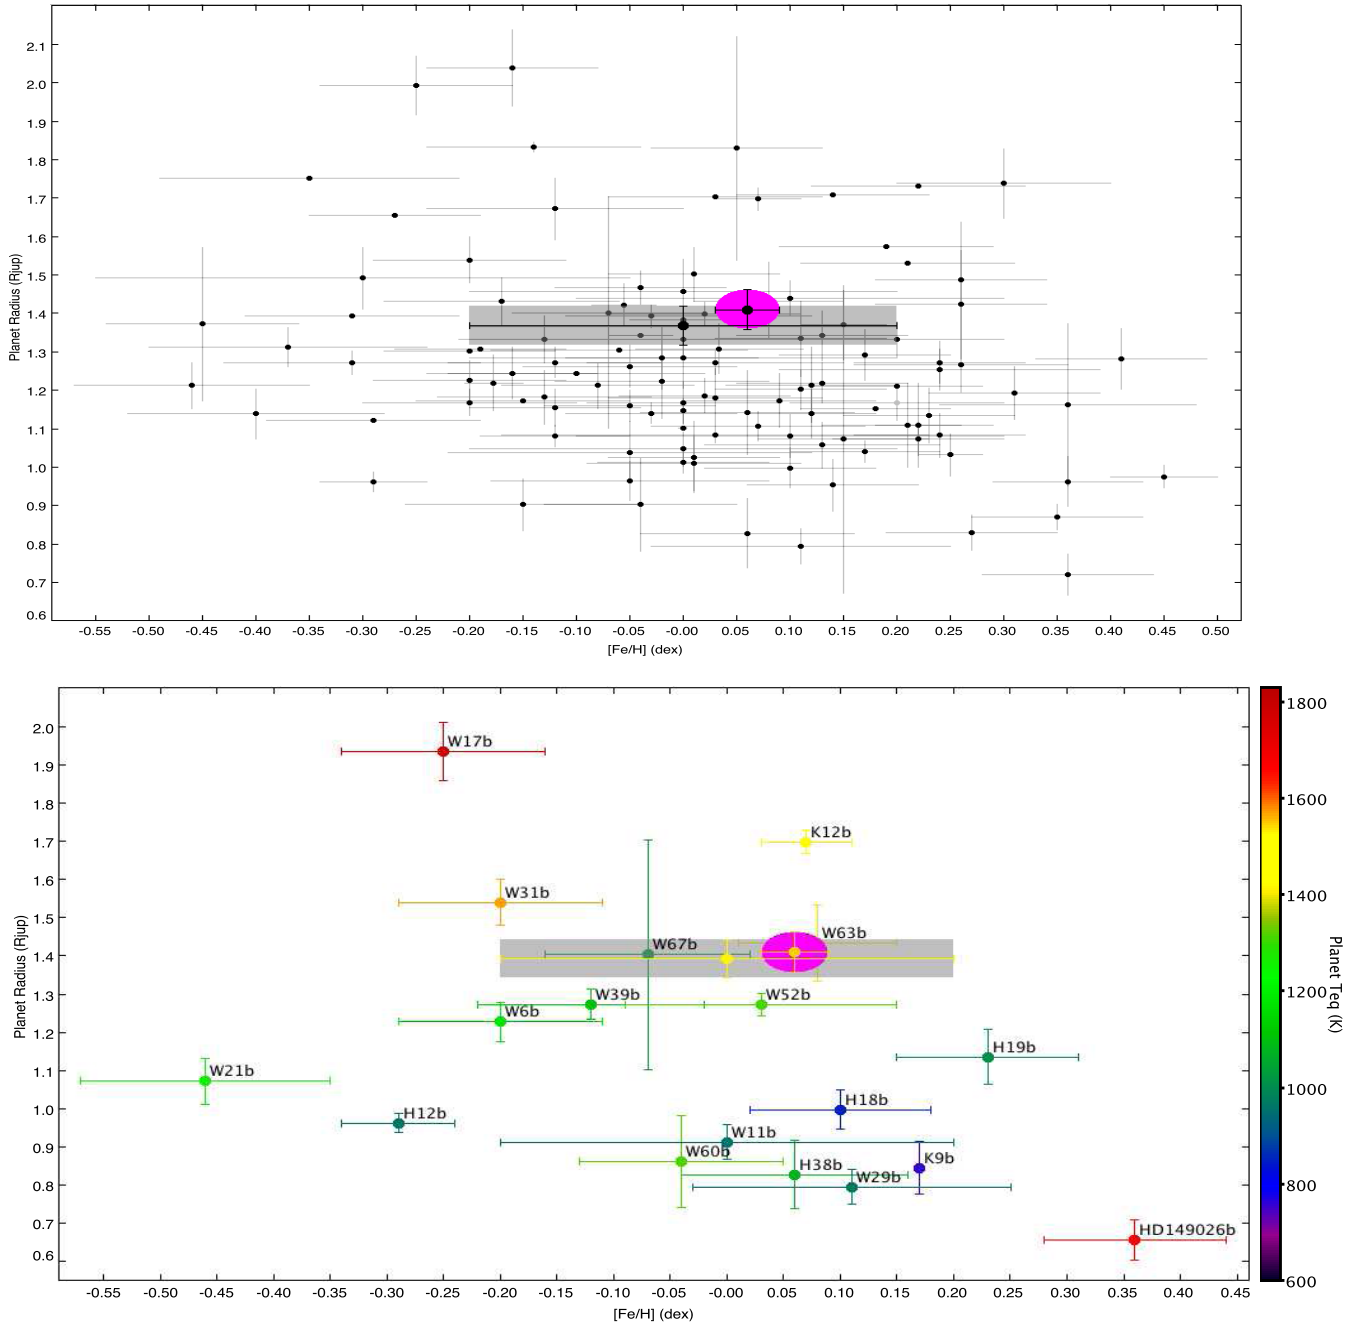 2.1
2.0
1.9
1.8
1.7
1.6
1.5
1.4
1.3
1.2
1.1
1.0
0.9
0.8
0.7
0.6
Planet Radius (Rjup)
-0.55 -0.50 -0.45 -0.40 -0.35 -0.30 -0.25 -0.20 -0.15 -0.10 -0.05 -0.00 0.05 0.10 0.15 0.20 0.25 0.30 0.35 0.40 0.45 0.50
[Fe/H] (dex)
2.0
1.9
1.8
1.7
1.6
1.5
1.4
1.3
1.2
1.1
1.0
0.9
0.8
0.7
0.6
Planet Radius (Rjup)
W17b
K12b
W31b
W63b
W67b
W39b
W52b
W6b
H19b
W21b
H18b
H12b
W11b
W60b
K9b
H38b
W29b
HD149026b
-0.55 -0.50 -0.45 -0.40 -0.35 -0.30 -0.25 -0.20 -0.15 -0.10 -0.05 -0.00 0.05 0.10 0.15 0.20 0.25 0.30 0.35 0.40 0.45
[Fe/H] (dex)
1800
1600
1400
1200
1000
800
600
Planet Teq (K)